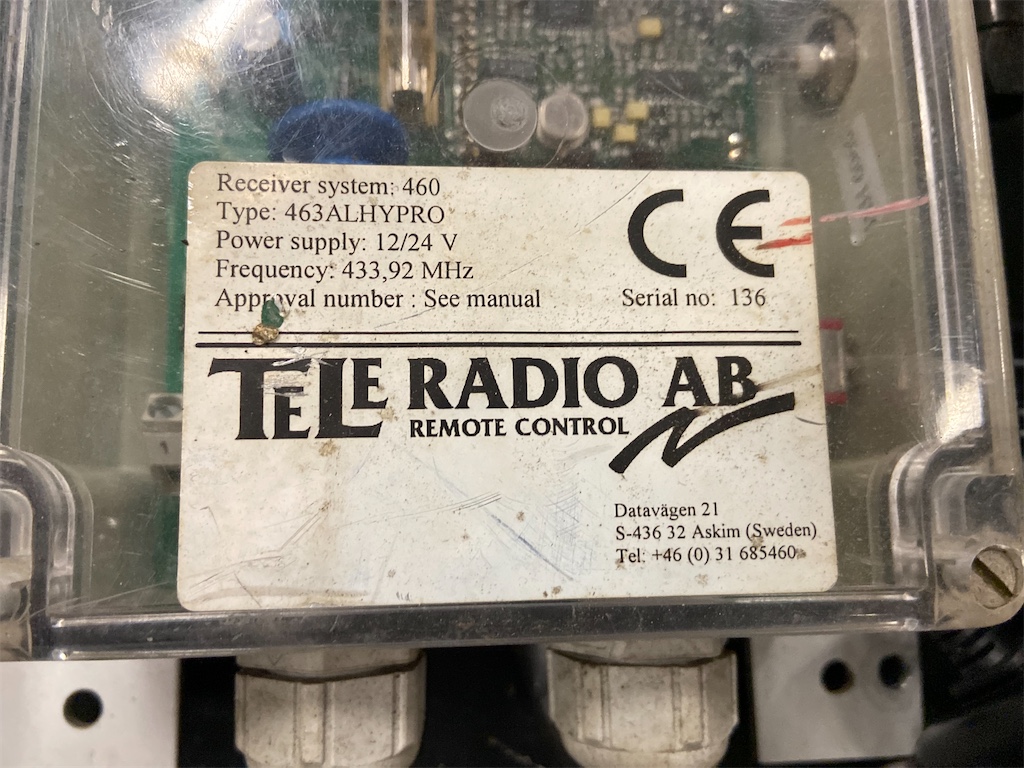 Receiver system: 460
Type: 463ALHYPRO
Power supply: 12/24 V
Frequency: 433,92 MHz
Approval number : See manual
CE
Serial no: 136
TELE RADIO AB
REMOTE CONTROL
Datavägen 21
S-436 32 Askim (Sweden)
Tel: +46 (0) 31 685460
1